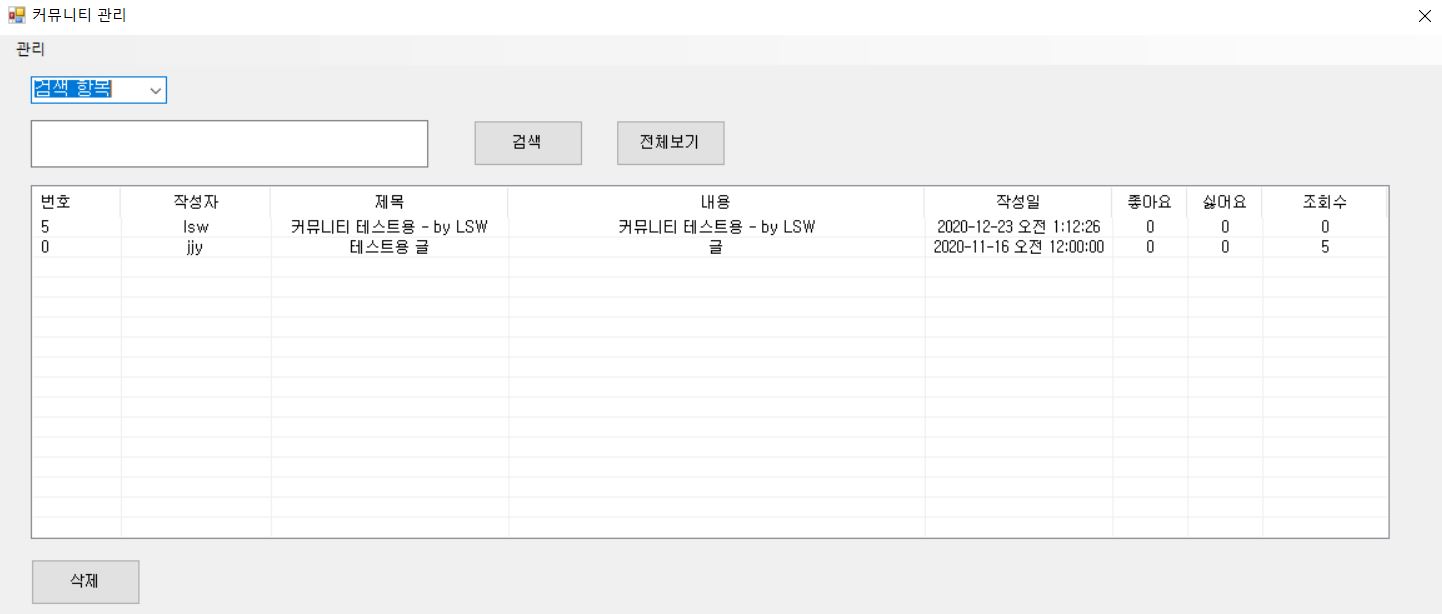 커뮤니티 관리
관리
검색 항목
검색 전체보기
번호 작성자 제목 내용 작성일 좋아요 싫어요 조회수
5 lsw 커뮤니티 테스트용 - by LSW 커뮤니티 테스트용 - by LSW 2020-12-23 오전 1:12:26 0 0 0
0 jjy 테스트용 글 글 2020-11-16 오전 12:00:00 0 0 5
삭제